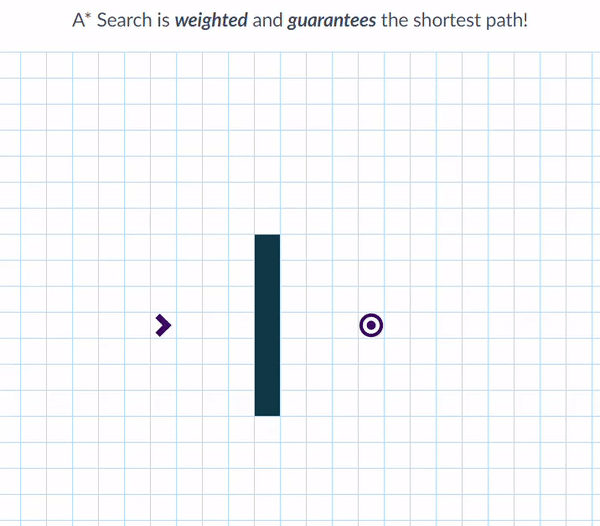 A* Search is weighted and guarantees the shortest path!